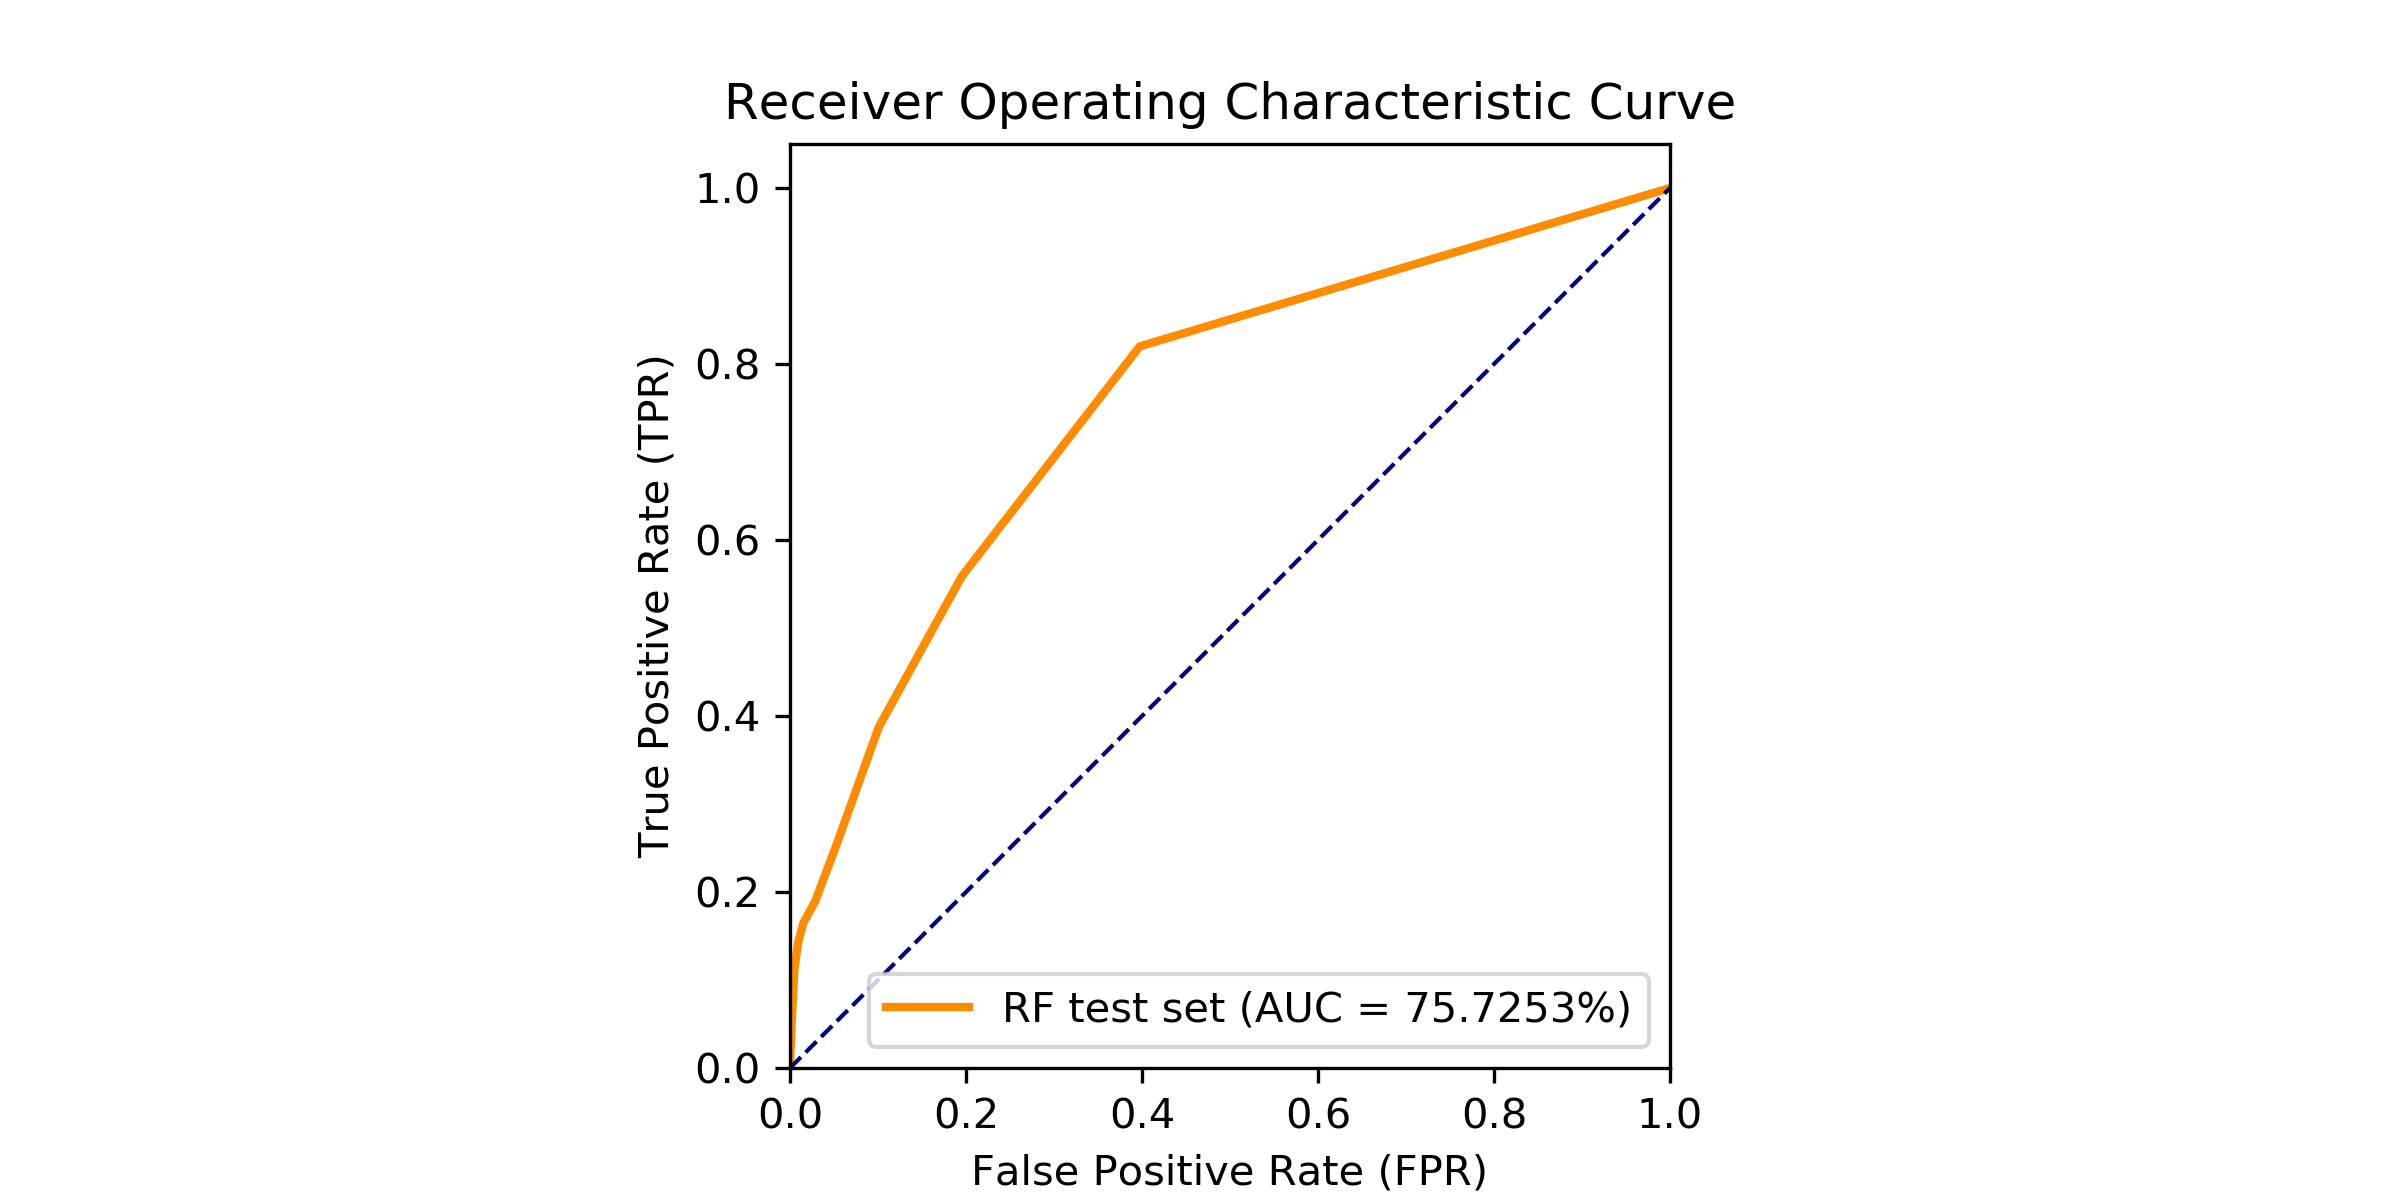 Receiver Operating Characteristic Curve
True Positive Rate (TPR)
1.0
0.8
0.6
0.4
0.2
0.0
RF test set (AUC = 75.7253%)
0.0 0.2 0.4 0.6 0.8 1.0
False Positive Rate (FPR)